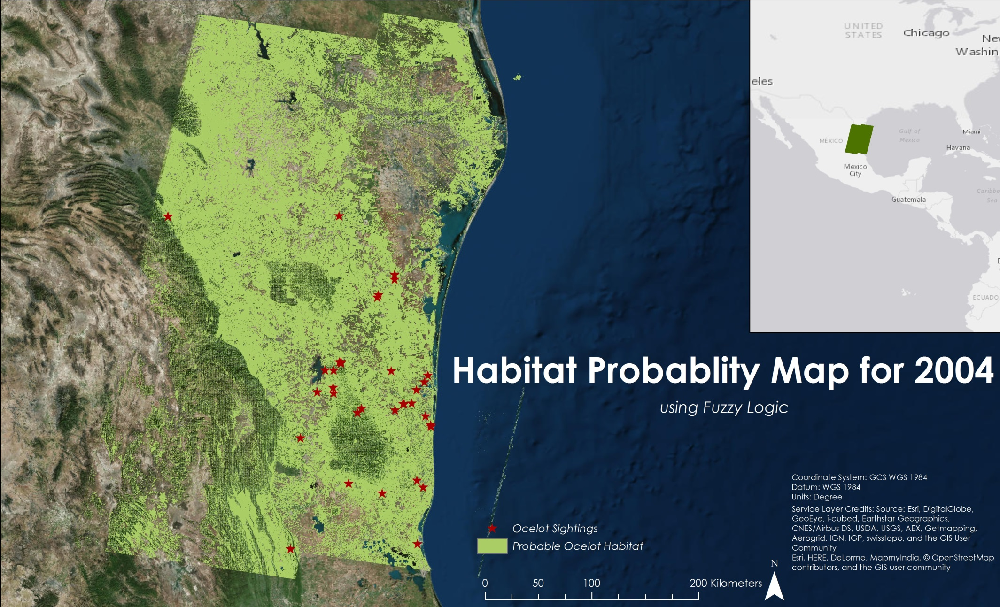 UNITED
STATES
Chicago
New
Washin
eles
MÉXICO
Gulf of
Mexico
Miami
Havana
Mexico
City
Caribbe
Sea
Guatemala
ECUADO
Habitat Probablity Map for 2004
using Fuzzy Logic
Coordinate System: GCS WGS 1984
Datum: WGS 1984
Units: Degree
Service Layer Credits: Source: Esri, DigitalGlobe,
GeoEye, i-cubed, Earthstar Geographics,
CNES/Airbus DS, USDA, USGS, AEX, Getmapping,
Aerogrid, IGN, IGP, swisstopo, and the GIS User
Community
Esri, HERE, DeLorme, MapmyIndia, © OpenStreetMap
contributors, and the GIS user community
Ocelot Sightings
Probable Ocelot Habitat
N
0 50 100 200 Kilometers